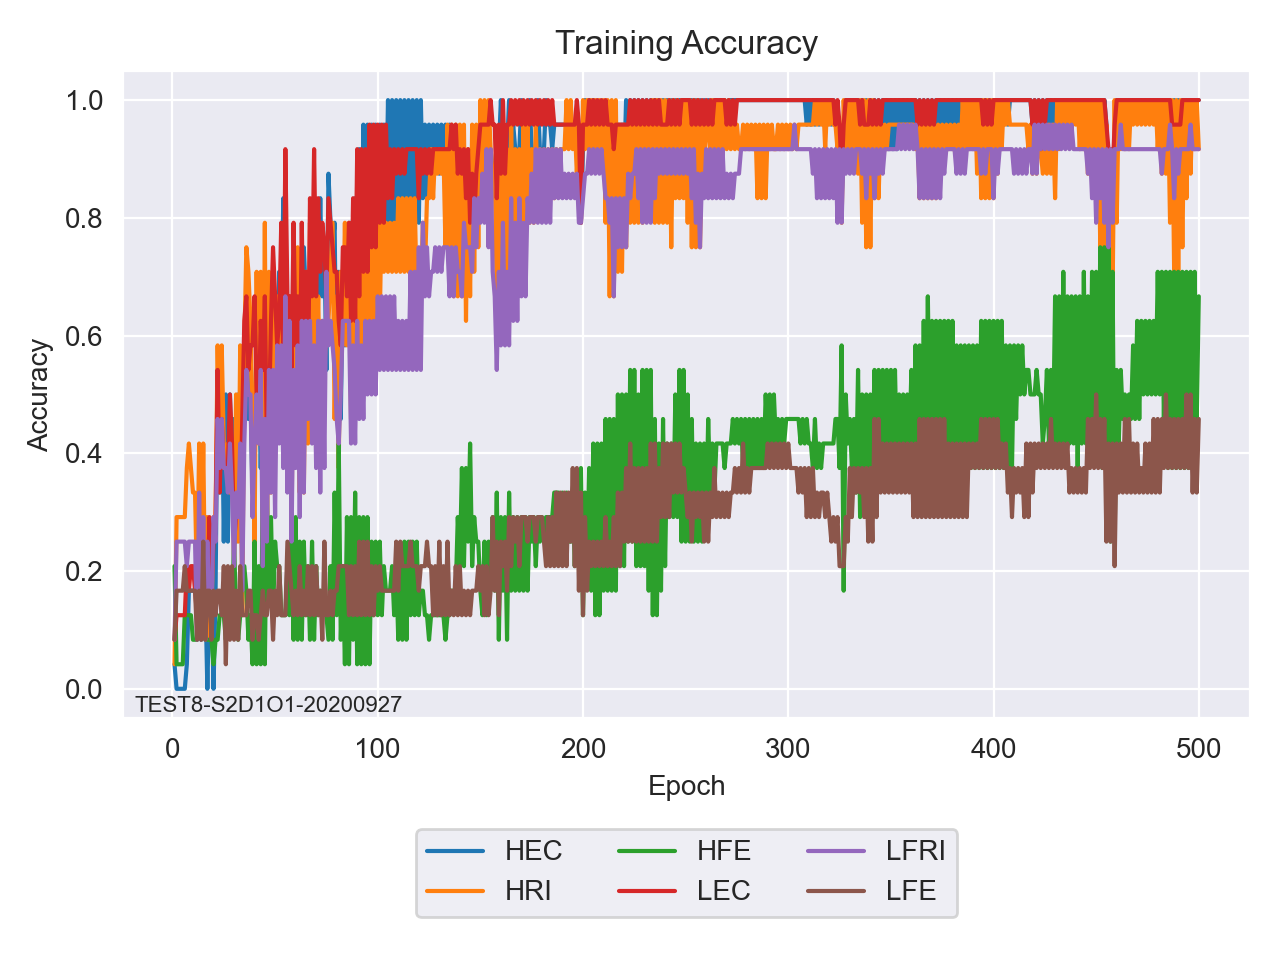 Training Accuracy
1.0
0.8
0.6
0.4
0.2
0.0
Accuracy
TEST8-S2D1O1-20200927
0 100 200 300 400 500
Epoch
HEC HFE LFRI
HRI LEC LFE